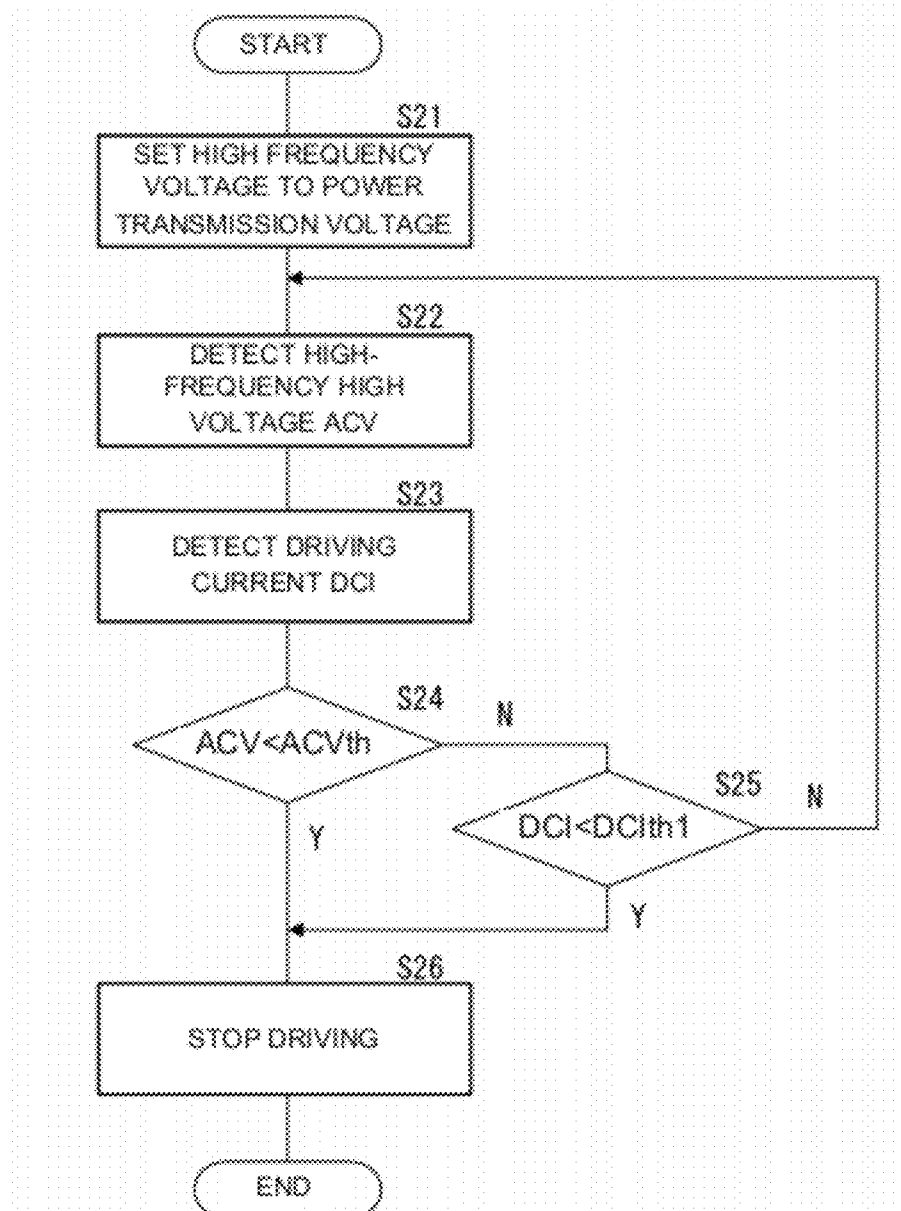 START
S21
SET HIGH FREQUENCY
VOLTAGE TO POWER
TRANSMISSION VOLTAGE
S22
DETECT HIGH-
FREQUENCY HIGH
VOLTAGE ACV
S23
DETECT DRIVING
CURRENT DCI
S24
ACV<ACVth
N
Y
S25
DCI<DCIth1
N
Y
S26
STOP DRIVING
END